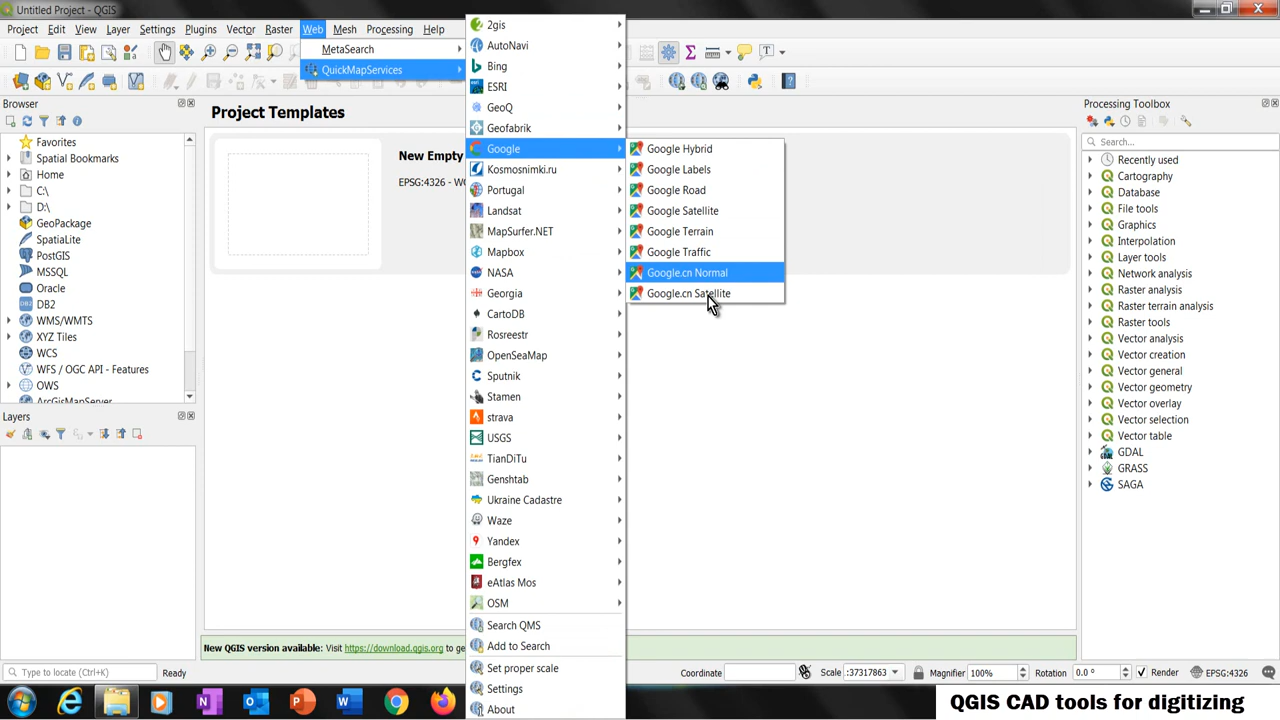 Untitled Project - QGIS
Project Edit View Layer Settings Plugins Vector Raster Web Mesh Processing Help
MetaSearch
QuickMapServices
2gis
AutoNavi
Bing
ESRI
GeoQ
Geofabrik
Google
Kosmosnimki.ru
Portugal
Landsat
MapSurfer.NET
Mapbox
NASA
Georgia
CartoDB
Rosreestr
OpenSeaMap
Sputnik
Stamen
strava
USGS
TianDiTu
Genshtab
Ukraine Cadastre
Waze
Yandex
Bergfex
eAtlas Mos
OSM
Search QMS
Add to Search
Set proper scale
Settings
About
Google Hybrid
Google Labels
Google Road
Google Satellite
Google Terrain
Google Traffic
Google.cn Normal
Google.cn Satellite
Browser
Favorites
Spatial Bookmarks
Home
C:\
D:\
GeoPackage
SpatiaLite
PostGIS
MSSQL
Oracle
DB2
WMS/WMTS
XYZ Tiles
WCS
WFS / OGC API - Features
OWS
ArcGisMapServer
Layers
Project Templates
New Empty
EPSG:4326 - WG
Processing Toolbox
Search...
Recently used
Cartography
Database
File tools
Graphics
Interpolation
Layer tools
Network analysis
Raster analysis
Raster terrain analysis
Raster tools
Vector analysis
Vector creation
Vector general
Vector geometry
Vector overlay
Vector selection
Vector table
GDAL
GRASS
SAGA
New QGIS version available: Visit https://download.qgis.org to ge
Type to locate (Ctrl+K) Ready Coordinate Scale :37317863 Magnifier 100% Rotation 0.0 ° Render EPSG:4326
QGIS CAD tools for digitizing